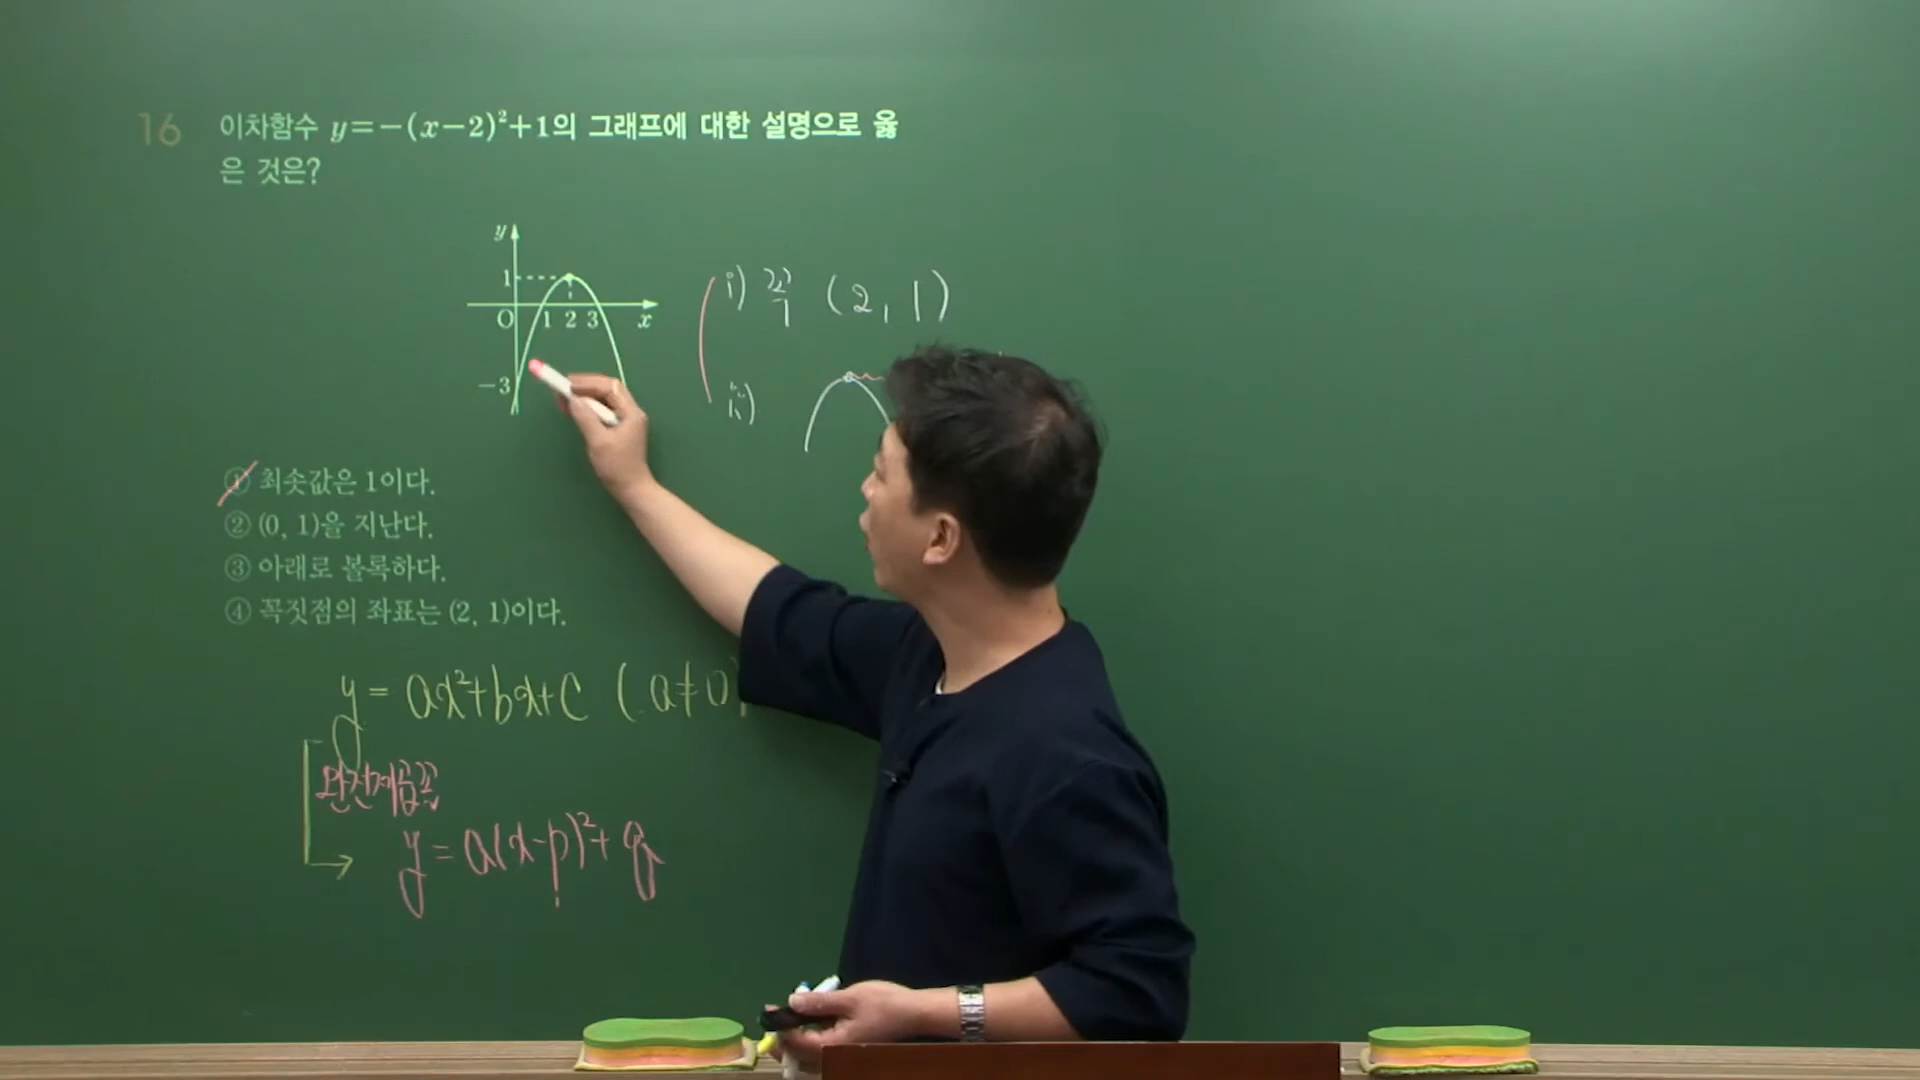 16 이차함수 y=-(x-2)²+1의 그래프에 대한 설명으로 옳
은 것은?
y
1
O 1 2 3 x
-3
i) 꼭 (2, 1)
ii)
① 최솟값은 1이다.
② (0, 1)을 지난다.
③ 아래로 볼록하다.
④ 꼭짓점의 좌표는 (2, 1)이다.
y = ax²+bx+c (a≠0)
완전제곱꼴
y = a(x-p)²+q